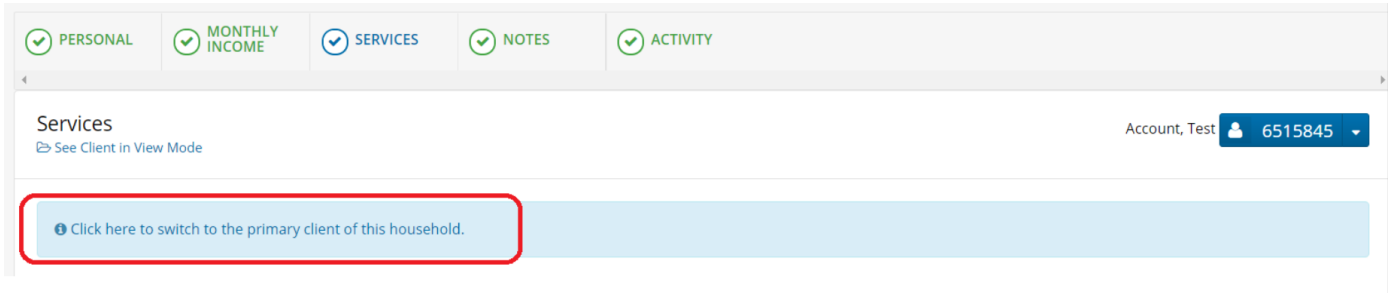 PERSONAL
MONTHLY
INCOME
SERVICES
NOTES
ACTIVITY
Services
See Client in View Mode
Account, Test 6515845
Click here to switch to the primary client of this household.